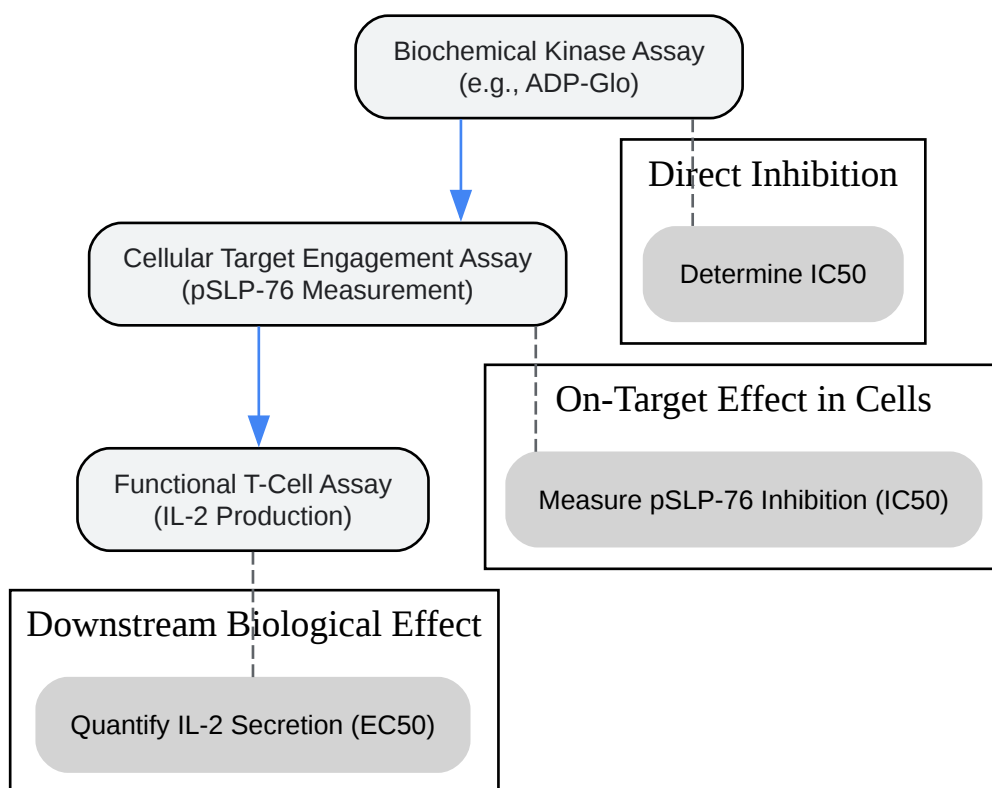 Biochemical Kinase Assay
(e.g., ADP-Glo)
Direct Inhibition
Determine IC50
Cellular Target Engagement Assay
(pSLP-76 Measurement)
On-Target Effect in Cells
Measure pSLP-76 Inhibition (IC50)
Functional T-Cell Assay
(IL-2 Production)
Downstream Biological Effect
Quantify IL-2 Secretion (EC50)